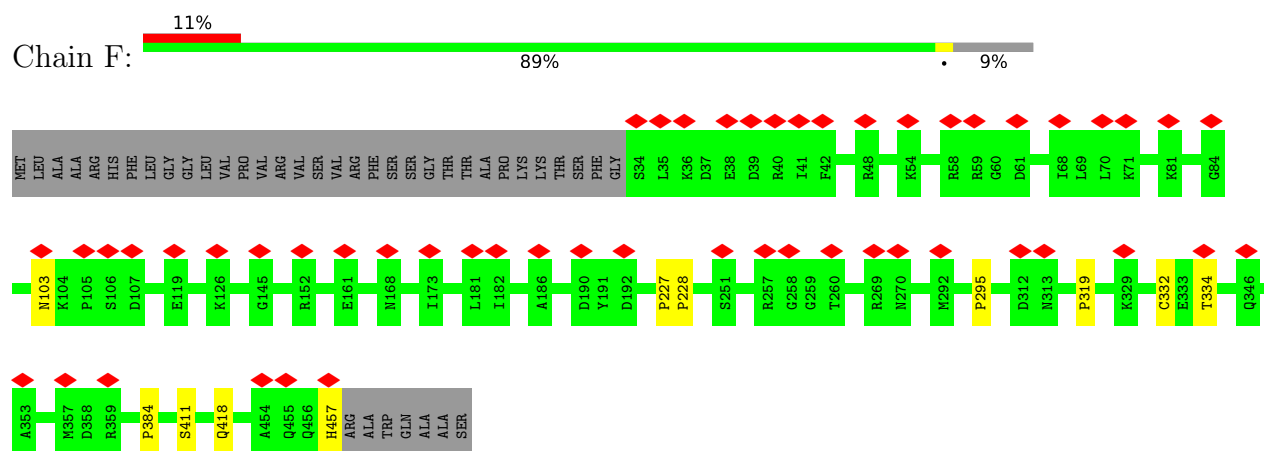 11%
Chain F:
89% • 9%
MET LEU ALA ALA ARG HIS PHE LEU GLY GLY LEU VAL PRO VAL ARG VAL SER VAL ARG PHE SER SER GLY THR THR ALA PRO LYS LYS THR SER PHE GLY S34 L35 K36 D37 E38 D39 R40 I41 F42 R48 K54 R58 R59 G60 D61 I68 L69 L70 K71 K81 G84
N103 K104 P105 S106 D107 E119 K126 G145 R152 E161 N168 I173 L181 I182 A186 D190 Y191 D192 P227 P228 S251 R257 G258 G259 T260 R269 N270 M292 P295 D312 N313 P319 K329 C332 E333 T334 Q346
A353 M357 D358 R359 P384 S411 Q418 A454 Q455 Q456 H457 ARG ALA TRP GLN ALA ALA SER